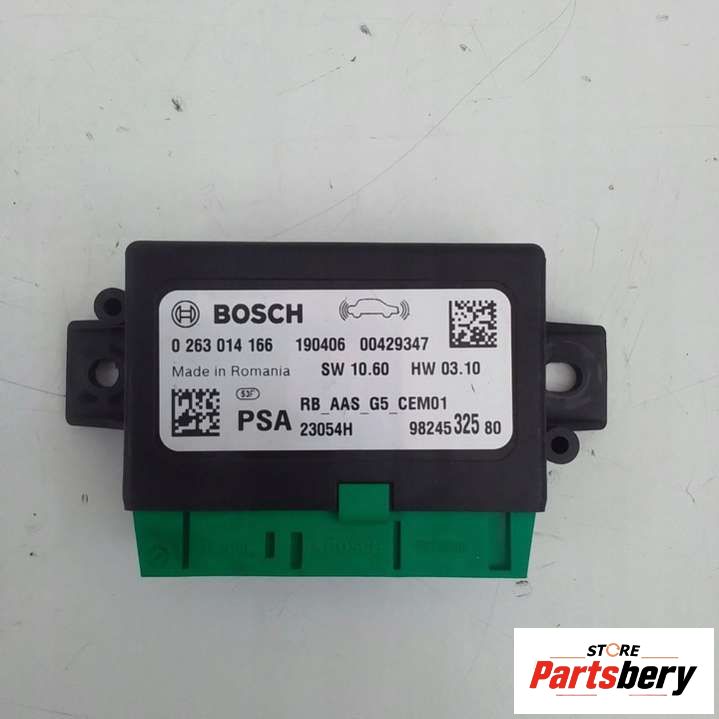 BOSCH
0 263 014 166 190406 00429347
Made in Romania SW 10.60 HW 03.10
53F RB_AAS_G5_CEM01
PSA 23054H 98245 325 80
STORE
Partsbery